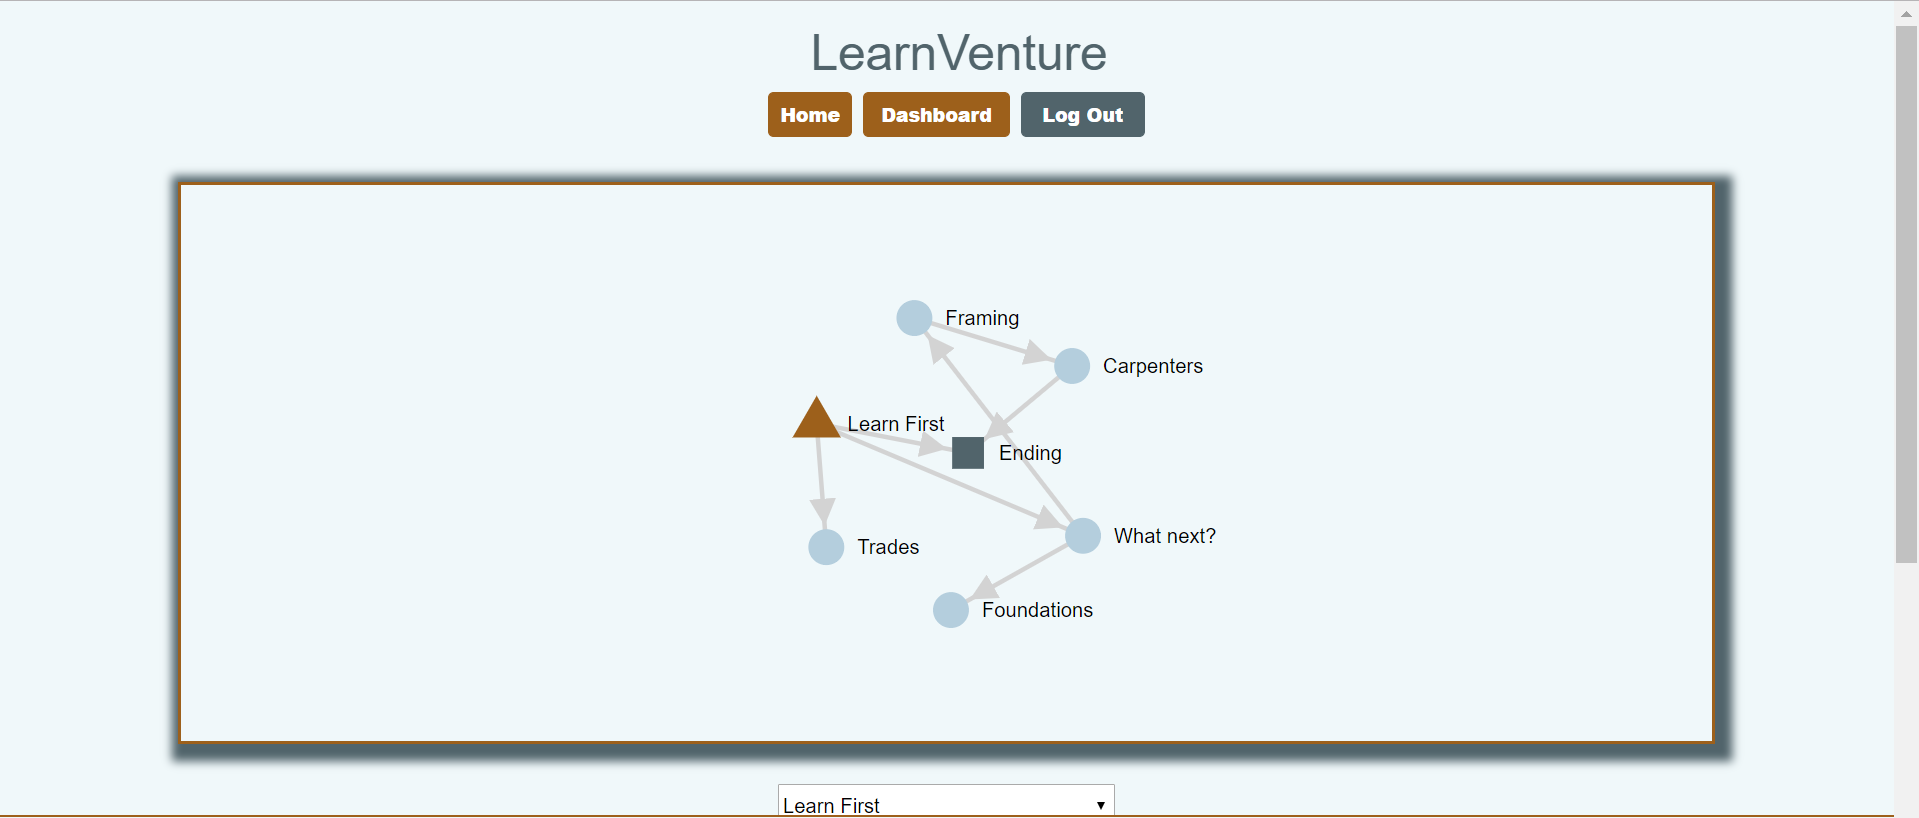 LearnVenture
Home Dashboard Log Out
Framing
Carpenters
Learn First
Ending
What next?
Trades
Foundations
Learn First